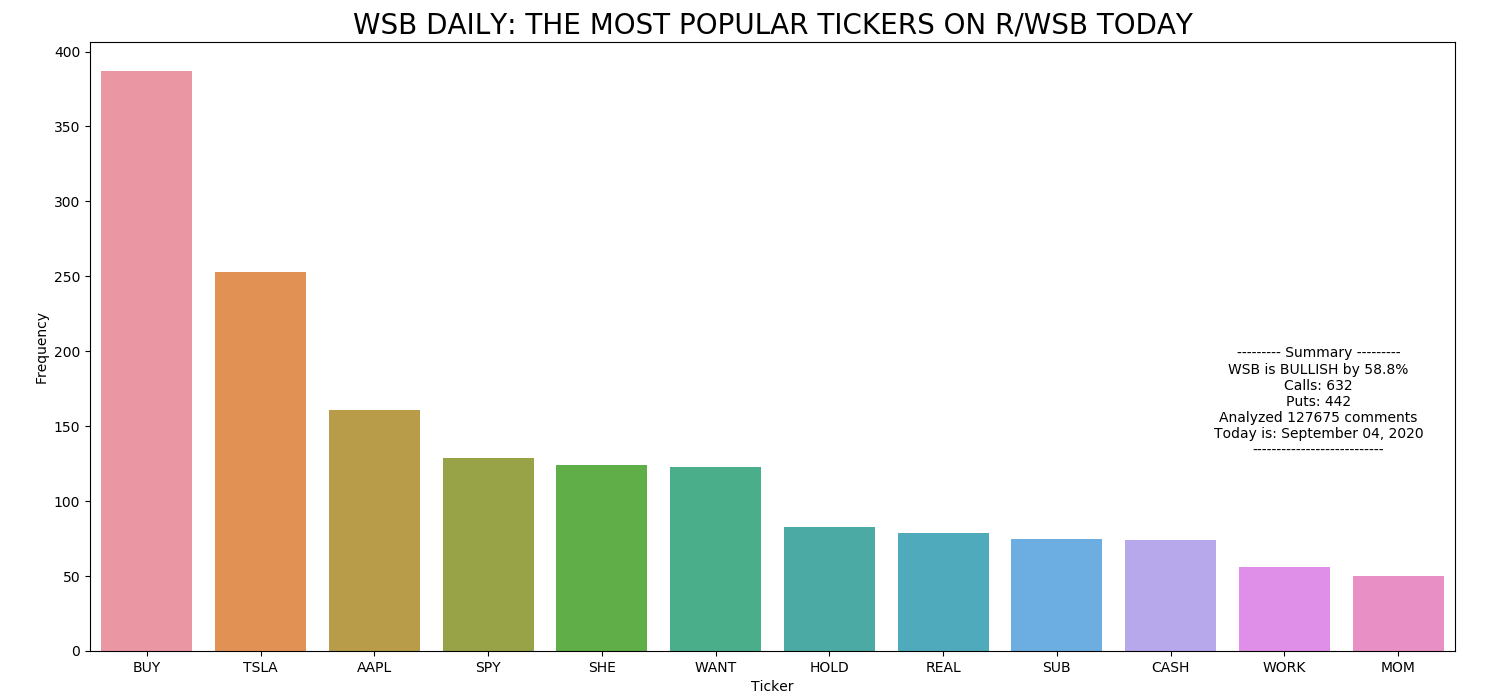 WSB DAILY: THE MOST POPULAR TICKERS ON R/WSB TODAY
400
350
300
250
200
150
100
50
0
Frequency
--------- Summary ---------
WSB is BULLISH by 58.8%
Calls: 632
Puts: 442
Analyzed 127675 comments
Today is: September 04, 2020
---------------------------
BUY TSLA AAPL SPY SHE WANT HOLD REAL SUB CASH WORK MOM
Ticker